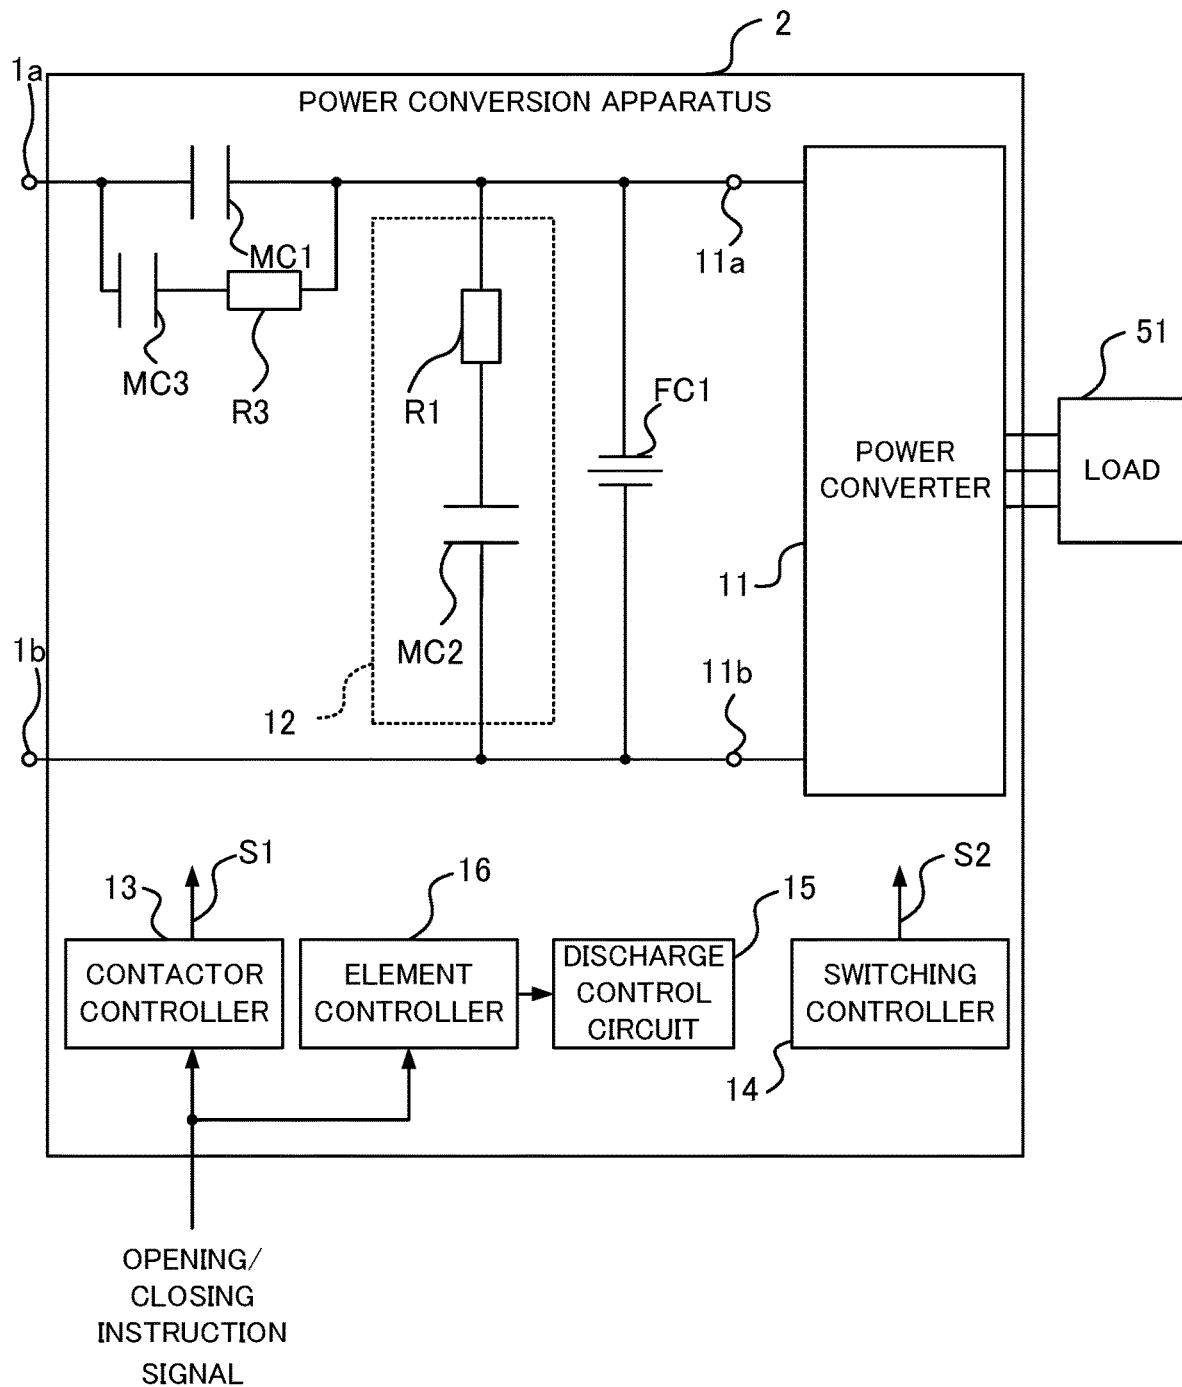 2
1a
POWER CONVERSION APPARATUS
MC1
11a
MC3
R3
R1
FC1
51
POWER
CONVERTER
LOAD
11
MC2
1b
12
11b
S1
13
16
15
S2
CONTACTOR
CONTROLLER
ELEMENT
CONTROLLER
DISCHARGE
CONTROL
CIRCUIT
SWITCHING
CONTROLLER
14
OPENING/
CLOSING
INSTRUCTION
SIGNAL